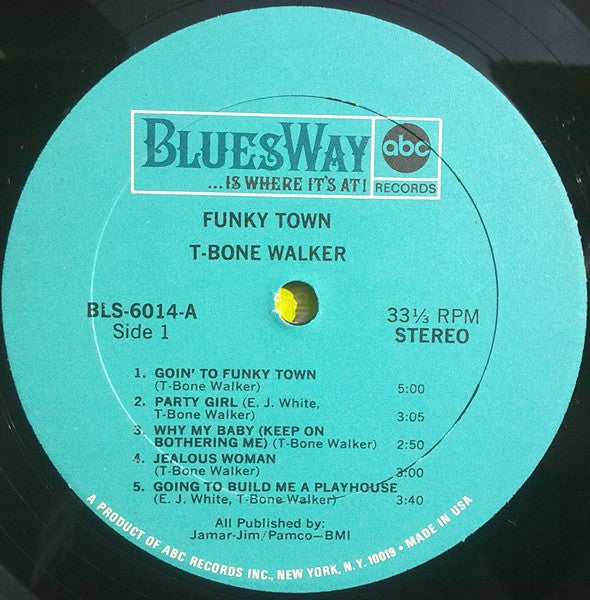 BLUESWAY
...IS WHERE IT'S AT!
abc
RECORDS
FUNKY TOWN
T-BONE WALKER
BLS-6014-A
Side 1
33⅓ RPM
STEREO
1. GOIN' TO FUNKY TOWN
(T-Bone Walker) 5:00
2. PARTY GIRL (E. J. White,
T-Bone Walker) 3:05
3. WHY MY BABY (KEEP ON
BOTHERING ME) (T-Bone Walker) 2:50
4. JEALOUS WOMAN
(T-Bone Walker) 3:00
5. GOING TO BUILD ME A PLAYHOUSE
(E. J. White, T-Bone Walker) 3:40
All Published by:
Jamar-Jim/Pamco—BMI
A PRODUCT OF ABC RECORDS INC., NEW YORK, N.Y. 10019 • MADE IN USA